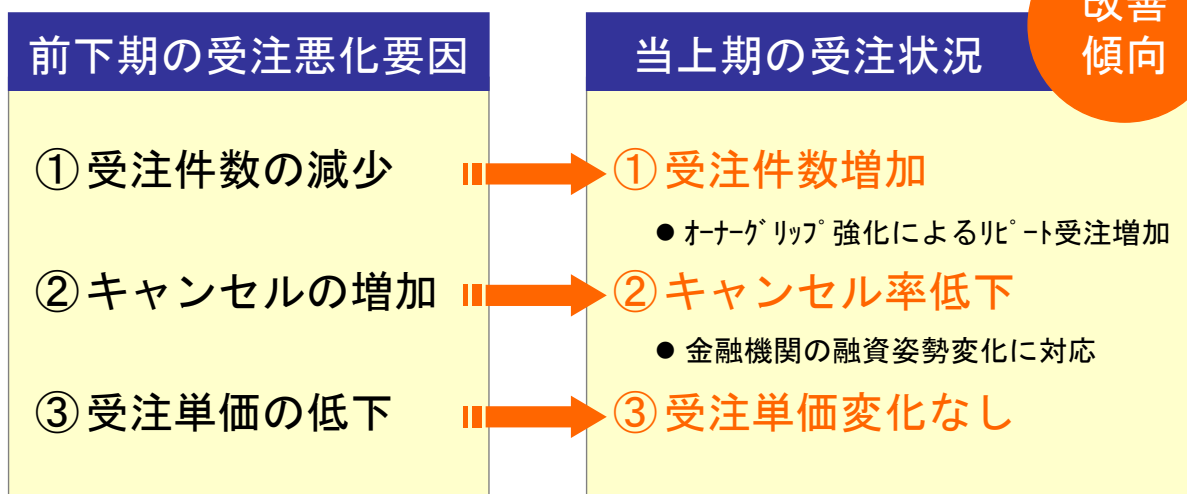 前下期の受注悪化要因
①受注件数の減少
②キャンセルの増加
③受注単価の低下
当上期の受注状況
改善
傾向
①受注件数増加
●ｵｰﾅｰｸﾞﾘｯﾌﾟ強化によるﾘﾋﾟｰﾄ受注増加
②キャンセル率低下
●金融機関の融資姿勢変化に対応
③受注単価変化なし